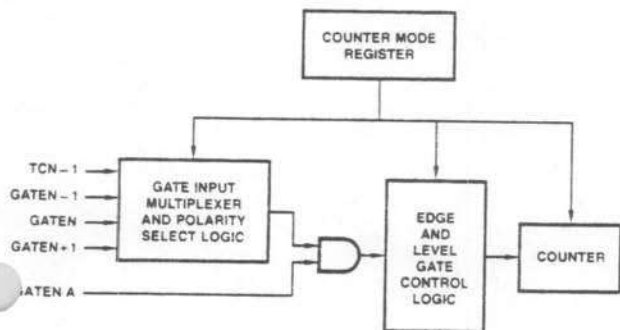 COUNTER MODE
REGISTER
TCN-1
GATEN-1
GATEN
GATEN+1
GATE INPUT
MULTIPLEXER
AND POLARITY
SELECT LOGIC
EDGE
AND
LEVEL
GATE
CONTROL
LOGIC
COUNTER
A